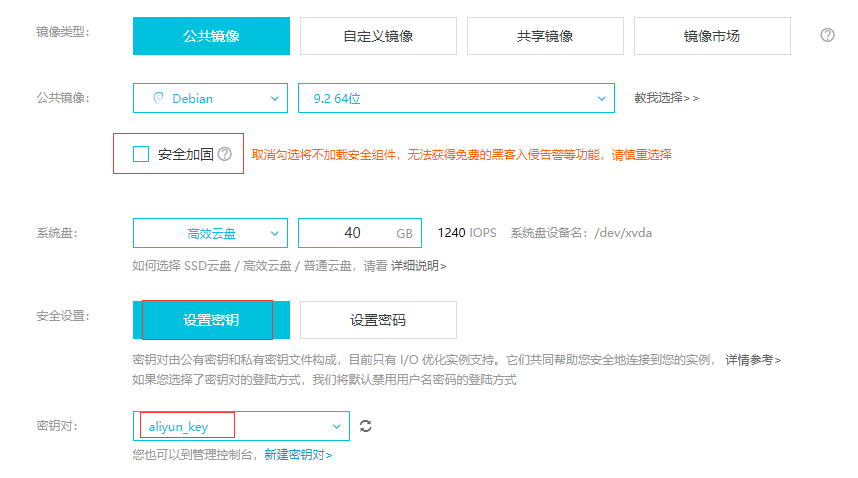 镜像类型： 公共镜像 自定义镜像 共享镜像 镜像市场
公共镜像： Debian 9.2 64位 教我选择>>
安全加固 取消勾选将不加载安全组件，无法获得免费的黑客入侵告警等功能，请慎重选择
系统盘： 高效云盘 40 GB 1240 IOPS 系统盘设备名：/dev/xvda
如何选择 SSD云盘 / 高效云盘 / 普通云盘，请看 详细说明>
安全设置： 设置密钥 设置密码
密钥对由公有密钥和私有密钥文件构成，目前只有 I/O 优化实例支持。它们共同帮助您安全地连接到您的实例， 详情参考>
如果您选择了密钥对的登陆方式，我们将默认禁用用户名密码的登陆方式
密钥对： aliyun_key
您也可以到管理控制台，新建密钥对>